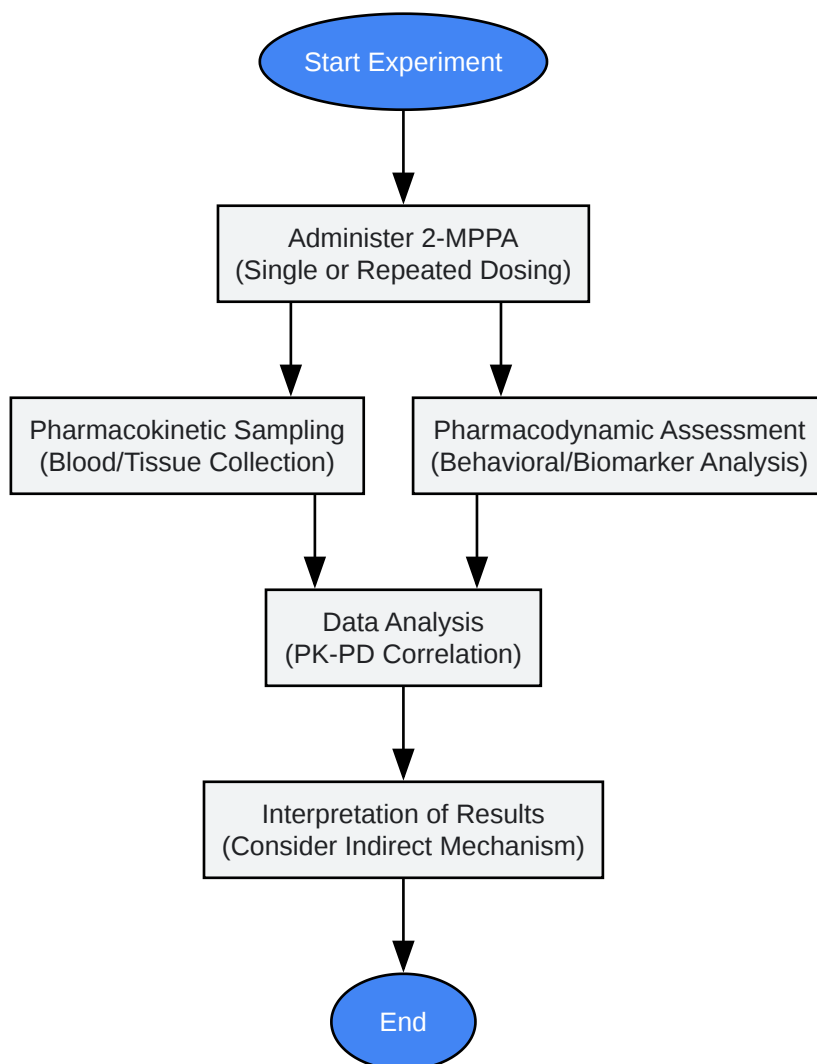 Start Experiment
Administer 2-MPPA
(Single or Repeated Dosing)
Pharmacokinetic Sampling
(Blood/Tissue Collection)
Pharmacodynamic Assessment
(Behavioral/Biomarker Analysis)
Data Analysis
(PK-PD Correlation)
Interpretation of Results
(Consider Indirect Mechanism)
End